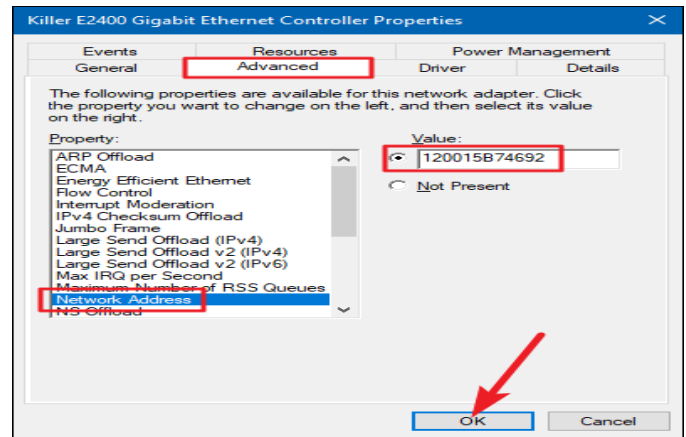 Killer E2400 Gigabit Ethernet Controller Properties
Events Resources Power Management
General Advanced Driver Details
The following properties are available for this network adapter. Click
the property you want to change on the left, and then select its value
on the right.
Property:
ARP Offload
ECMA
Energy Efficient Ethernet
Flow Control
Interrupt Moderation
IPv4 Checksum Offload
Jumbo Frame
Large Send Offload (IPv4)
Large Send Offload v2 (IPv4)
Large Send Offload v2 (IPv6)
Max IRQ per Second
Maximum Number of RSS Queues
Network Address
NS Offload
Value:
120015B74692
Not Present
OK Cancel